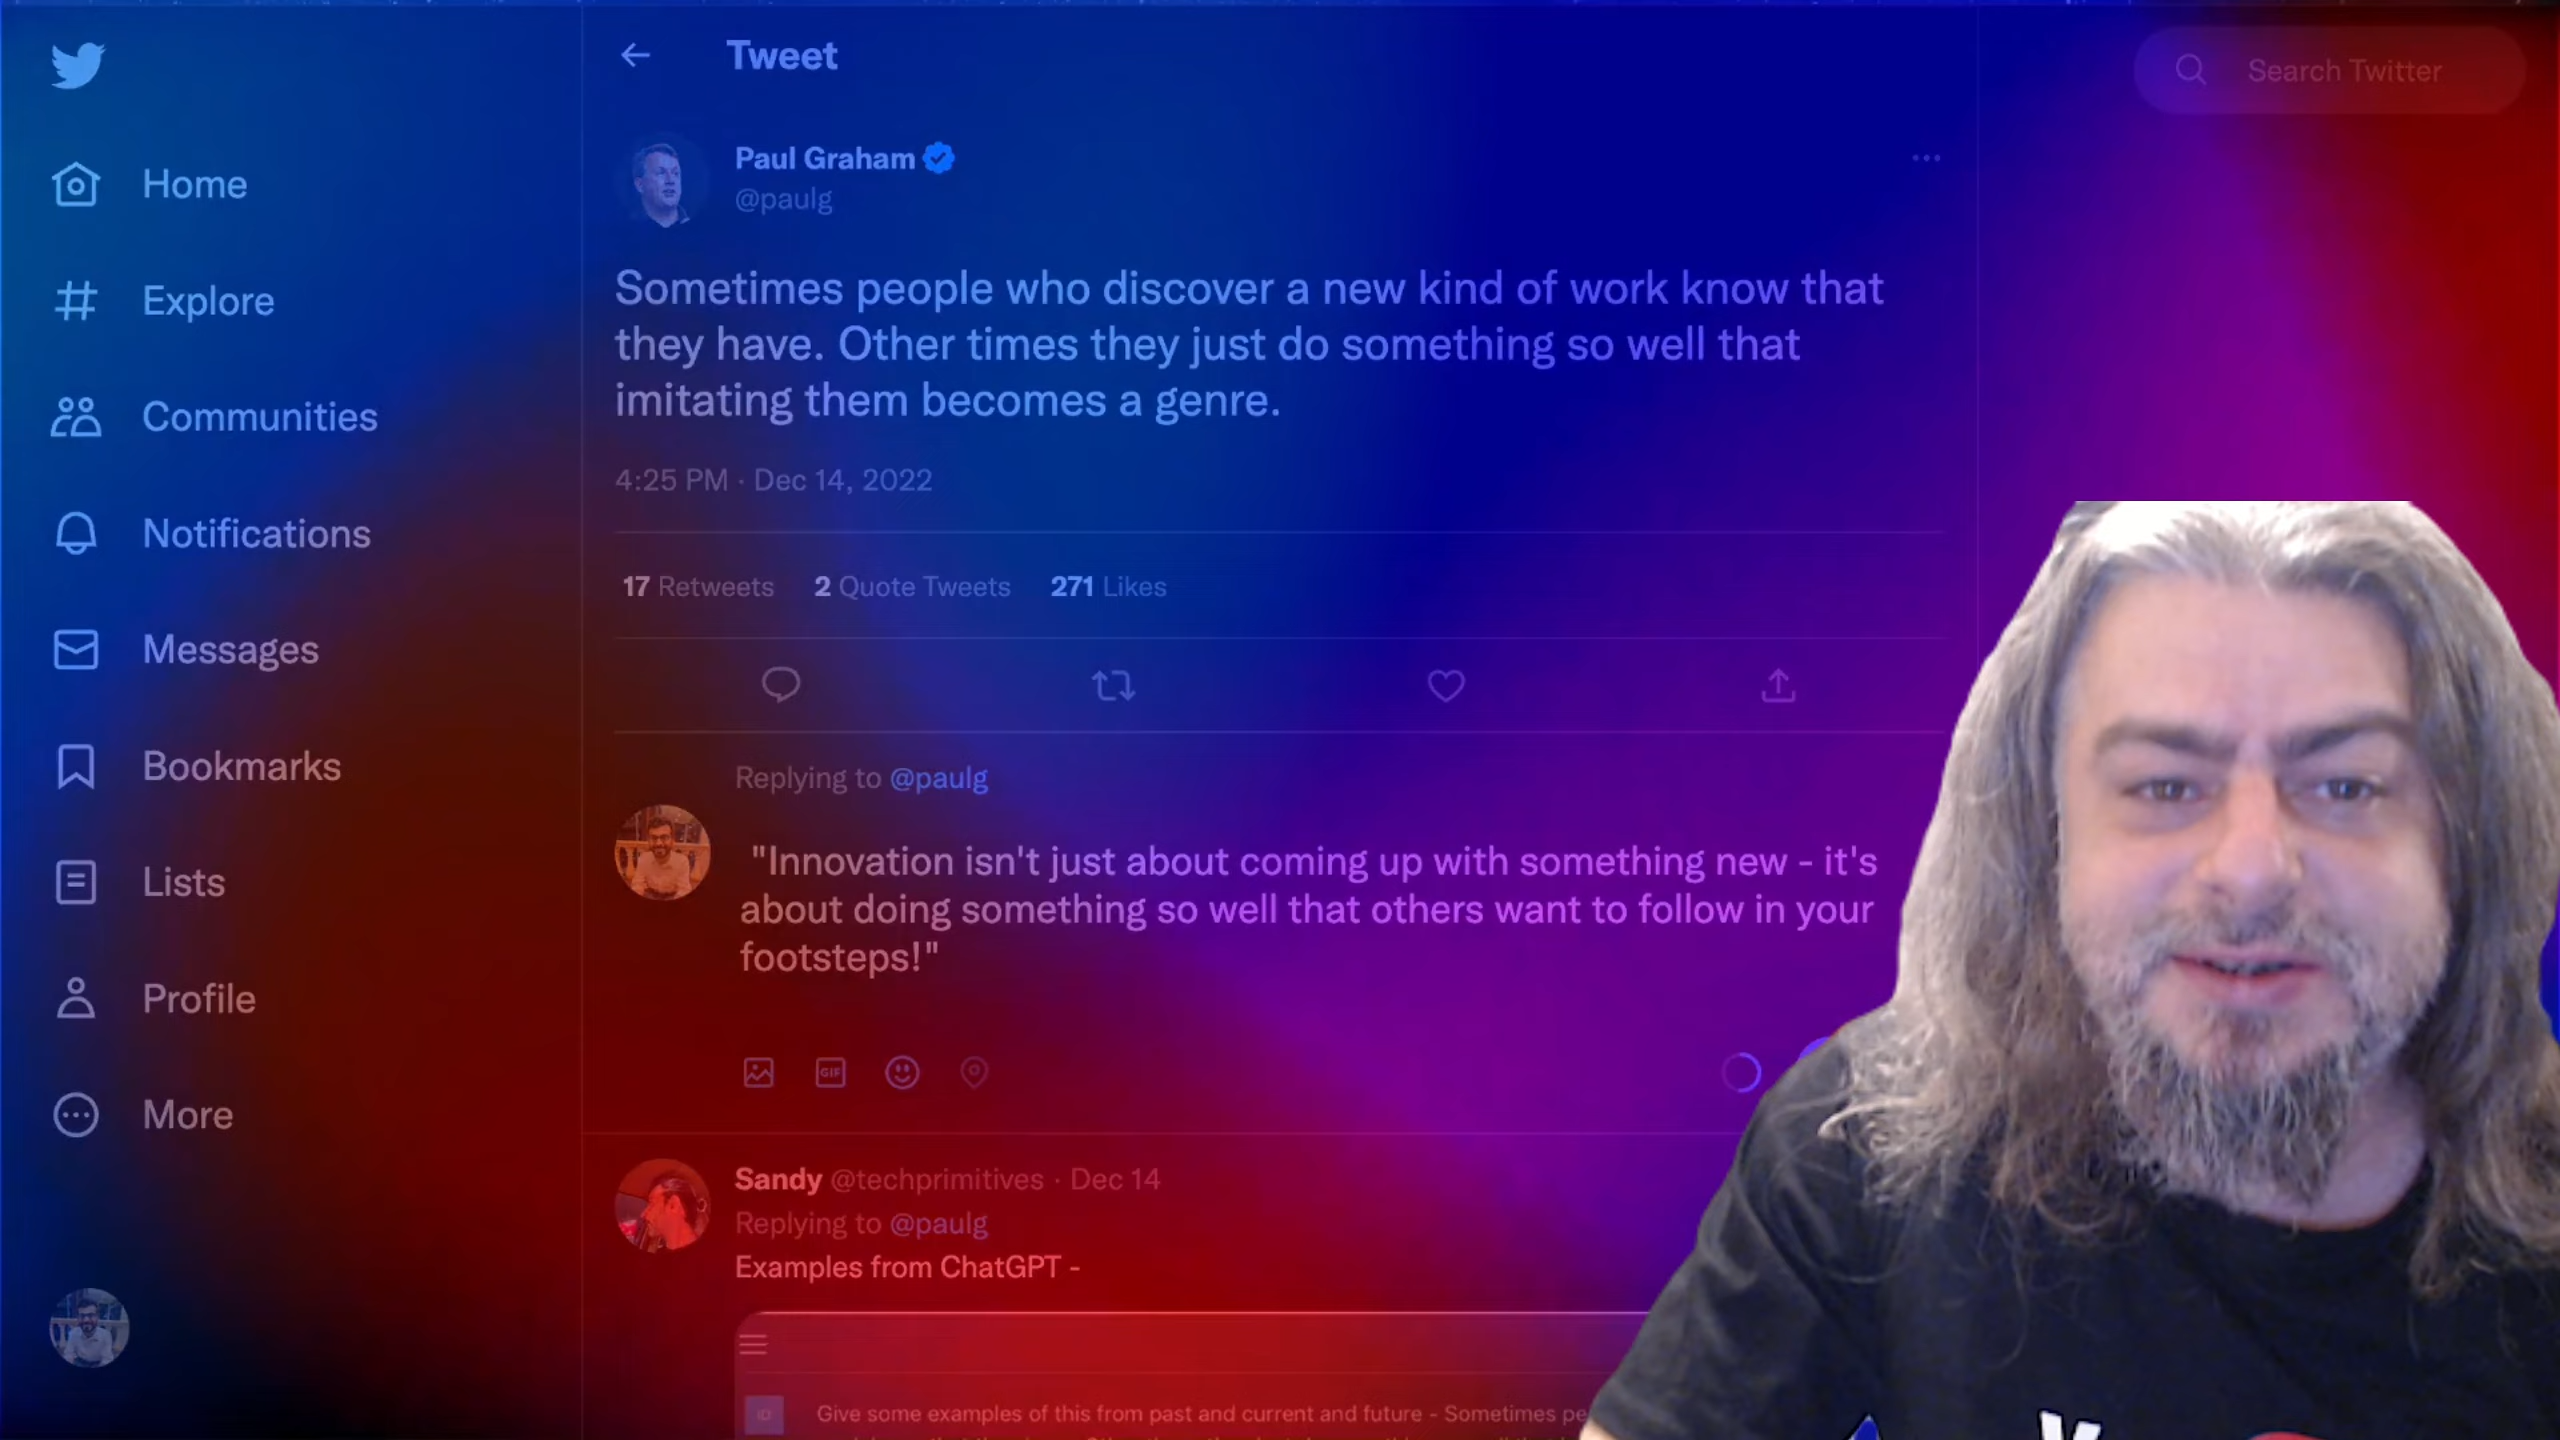 Home
Explore
Communities
Notifications
Messages
Bookmarks
Lists
Profile
More
Tweet
Search Twitter
Paul Graham
@paulg
Sometimes people who discover a new kind of work know that
they have. Other times they just do something so well that
imitating them becomes a genre.
4:25 PM · Dec 14, 2022
17 Retweets 2 Quote Tweets 271 Likes
Replying to @paulg
"Innovation isn't just about coming up with something new - it's
about doing something so well that others want to follow in your
footsteps!"
GIF
Sandy @techprimitives · Dec 14
Replying to @paulg
Examples from ChatGPT -
Give some examples of this from past and current and future - Sometimes